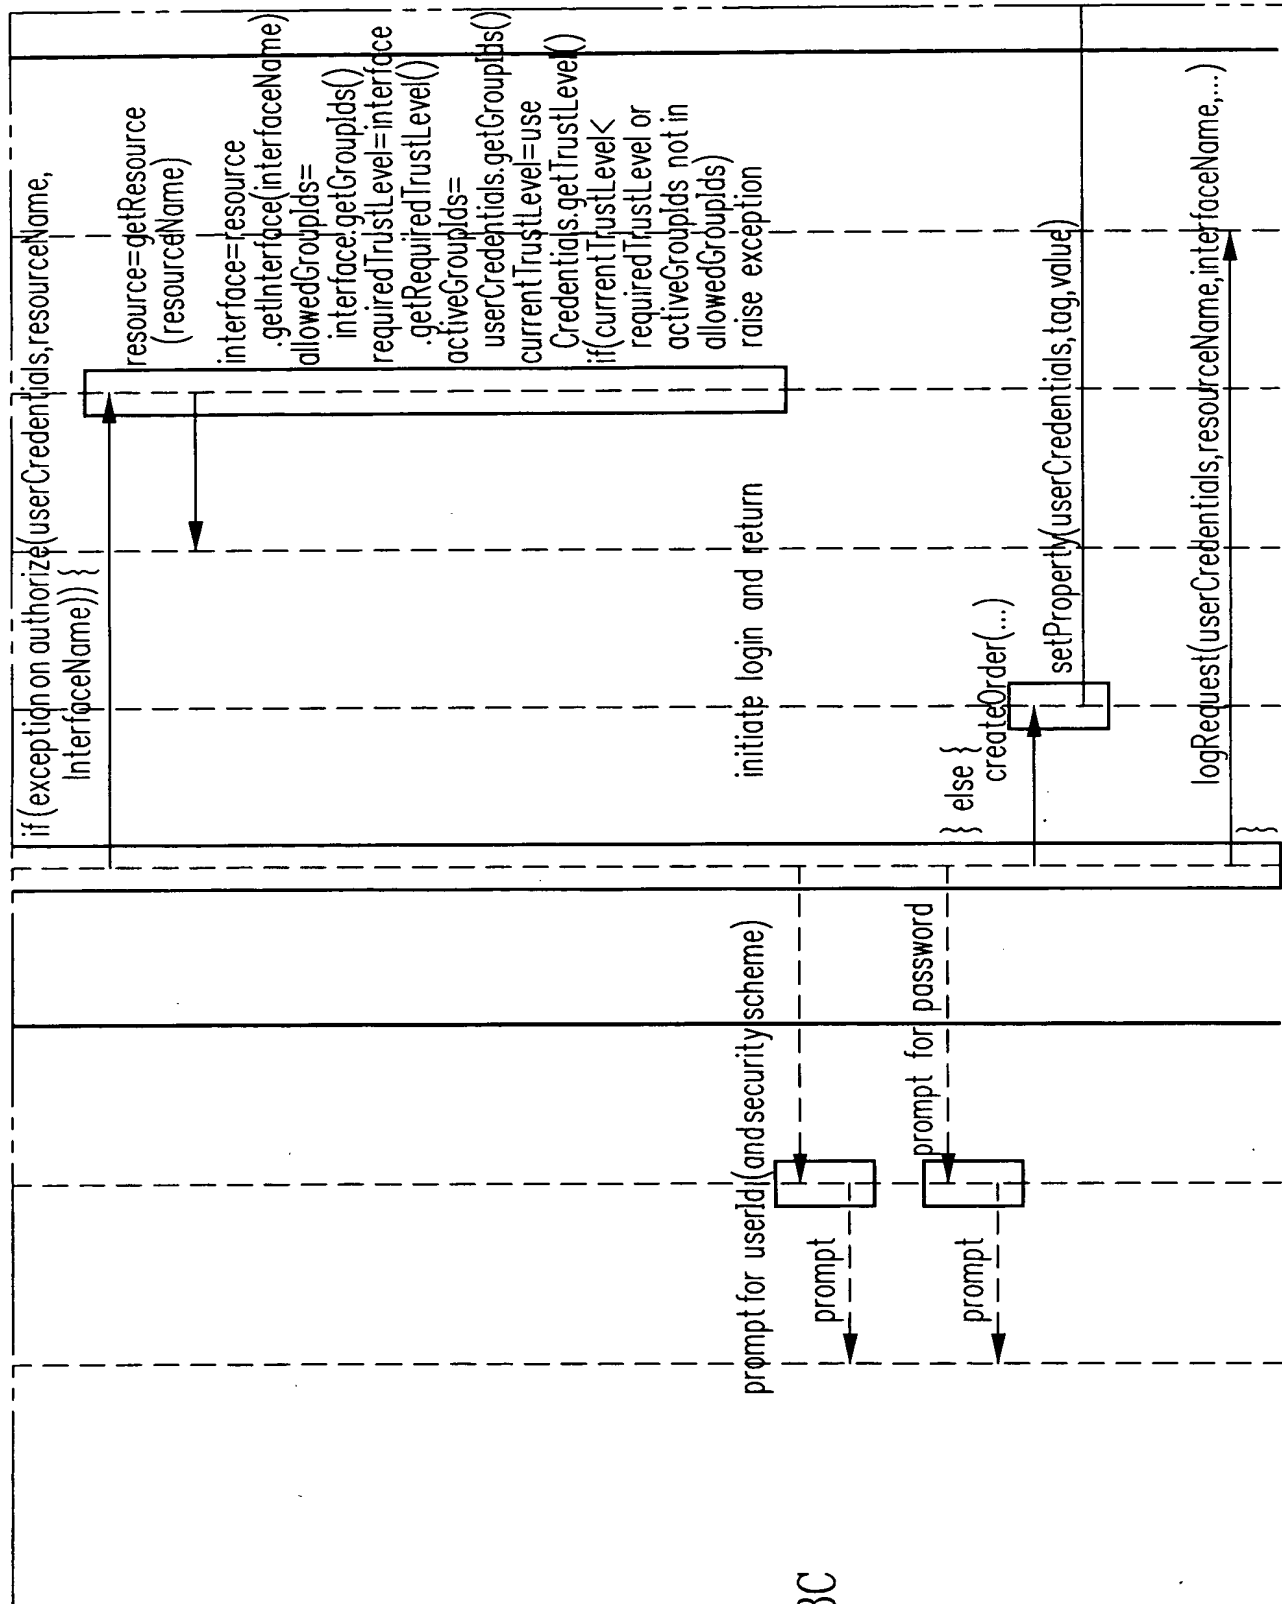 if(exception on authorize(userCredentials,resourceName,
InterfaceName)) {
resource=getResource
(resourceName)
interface=resource
.getInterface(interfaceName)
allowedGroupIds=
interface.getGroupIds()
requiredTrustLevel=interface
.getRequiredTrustLevel()
activeGroupIds=
userCredentials.getGroupIds()
currentTrustLevel=use
Credentials.getTrustLevel()
if(currentTrustLevel<
requiredTrustLevel or
activeGroupIds not in
allowedGroupIds)
raise exception
initiate login and return
prompt for userId (and security scheme)
prompt
prompt for password
prompt
} else {
createOrder(...)
setProperty(userCredentials,tag,value)
logRequest(userCredentials,resourceName,interfaceName,...)
}